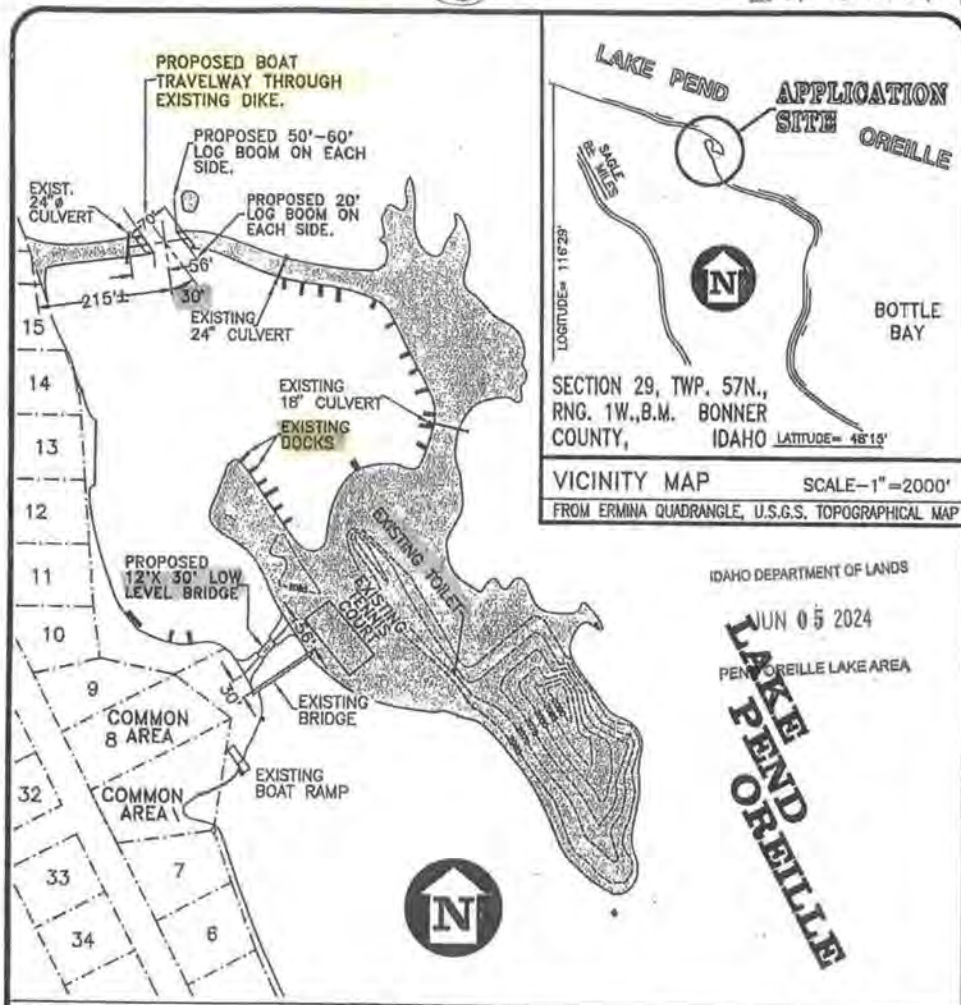 PROPOSED BOAT
TRAVELWAY THROUGH
EXISTING DIKE.
PROPOSED 50'-60'
LOG BOOM ON EACH
SIDE.
EXIST.
24"ø
CULVERT
PROPOSED 20'
LOG BOOM ON
EACH SIDE.
70'
56'
215'±
30'
EXISTING
24" CULVERT
15
14
13
12
11
10
9
8
COMMON
AREA
COMMON
AREA
32
33
34
7
6
EXISTING
18" CULVERT
EXISTING
DOCKS
PROPOSED
12'X 30' LOW
LEVEL BRIDGE
EXISTING
TENNIS
COURT
EXISTING TOILET
56'
30'
EXISTING
BRIDGE
EXISTING
BOAT RAMP
N
LAKE PEND
OREILLE
APPLICATION
SITE
SAGLE
MILES
LOGITUDE= 116°29'
N
BOTTLE
BAY
SECTION 29, TWP. 57N.,
RNG. 1W.,B.M. BONNER
COUNTY, IDAHO
LATITUDE= 48°15'
VICINITY MAP SCALE-1"=2000'
FROM ERMINA QUADRANGLE, U.S.G.S. TOPOGRAPHICAL MAP
IDAHO DEPARTMENT OF LANDS
JUN 05 2024
PEND OREILLE LAKE AREA
LAKE
PEND
OREILLE